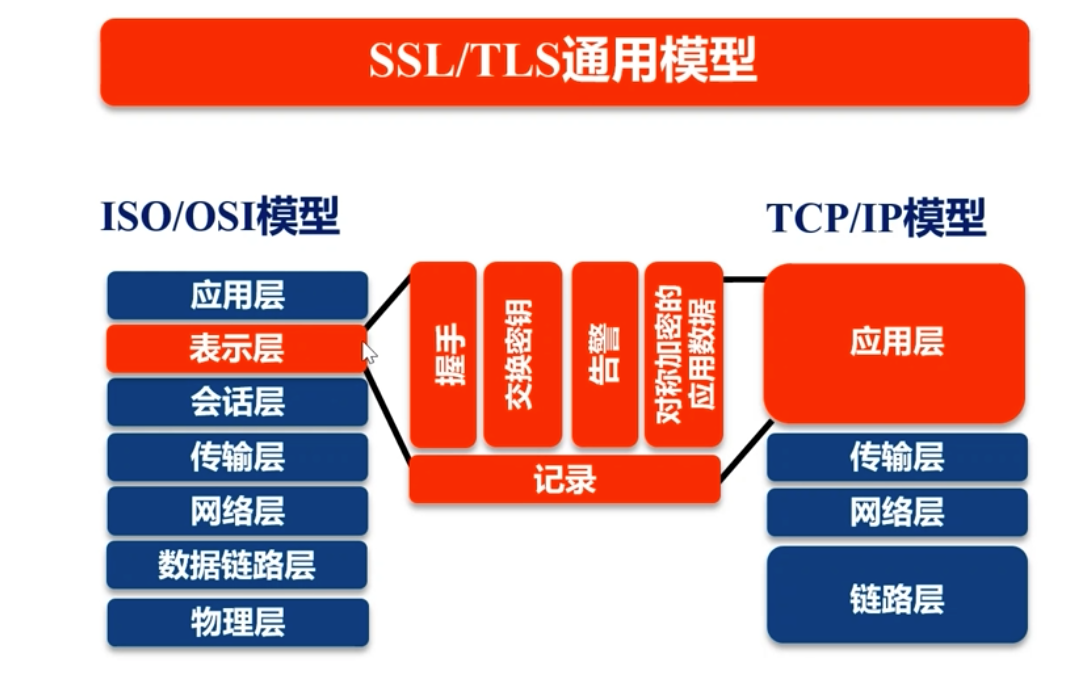 SSL/TLS通用模型
ISO/OSI模型
TCP/IP模型
应用层
表示层
会话层
传输层
网络层
数据链路层
物理层
握手
交换密钥
告警
对称加密的
应用数据
记录
应用层
传输层
网络层
链路层